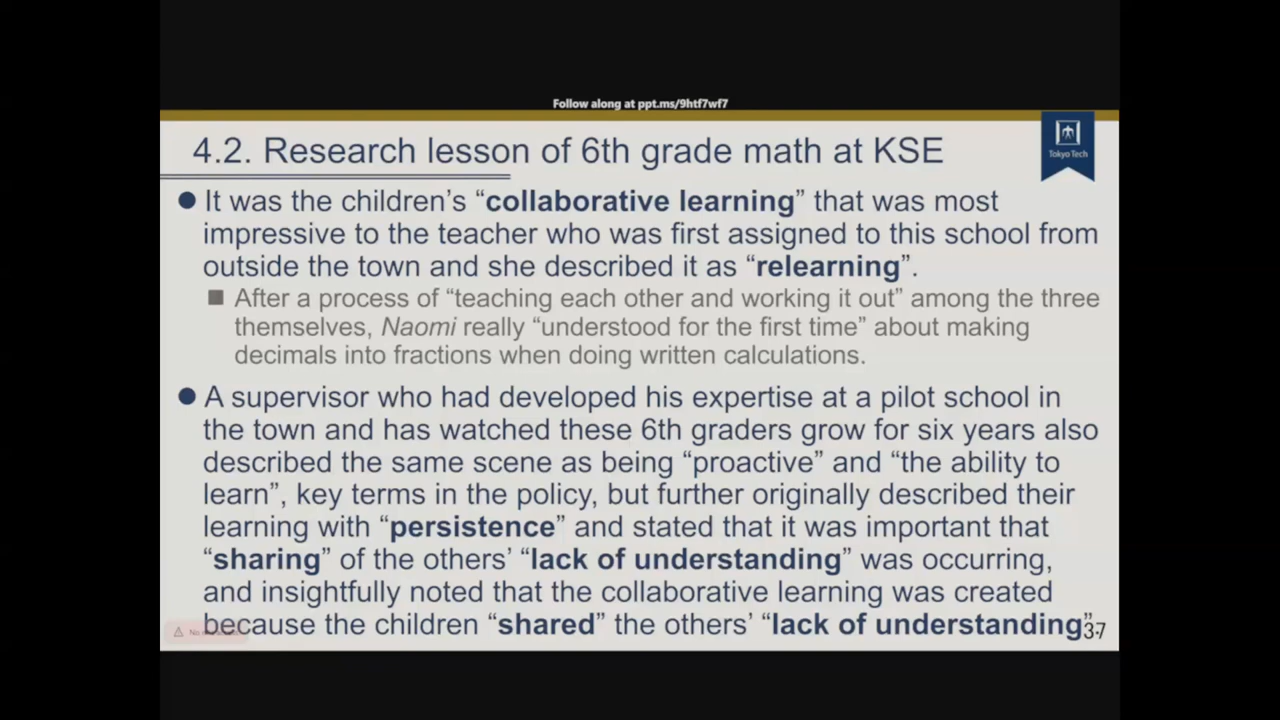 Follow along at ppt.ms/9htf7wf7
4.2. Research lesson of 6th grade math at KSE
Tokyo Tech
It was the children's “collaborative learning” that was most
impressive to the teacher who was first assigned to this school from
outside the town and she described it as “relearning”.
After a process of “teaching each other and working it out” among the three
themselves, Naomi really “understood for the first time” about making
decimals into fractions when doing written calculations.
A supervisor who had developed his expertise at a pilot school in
the town and has watched these 6th graders grow for six years also
described the same scene as being “proactive” and “the ability to
learn”, key terms in the policy, but further originally described their
learning with “persistence” and stated that it was important that
“sharing” of the others’ “lack of understanding” was occurring,
and insightfully noted that the collaborative learning was created
because the children “shared” the others’ “lack of understanding”.
37